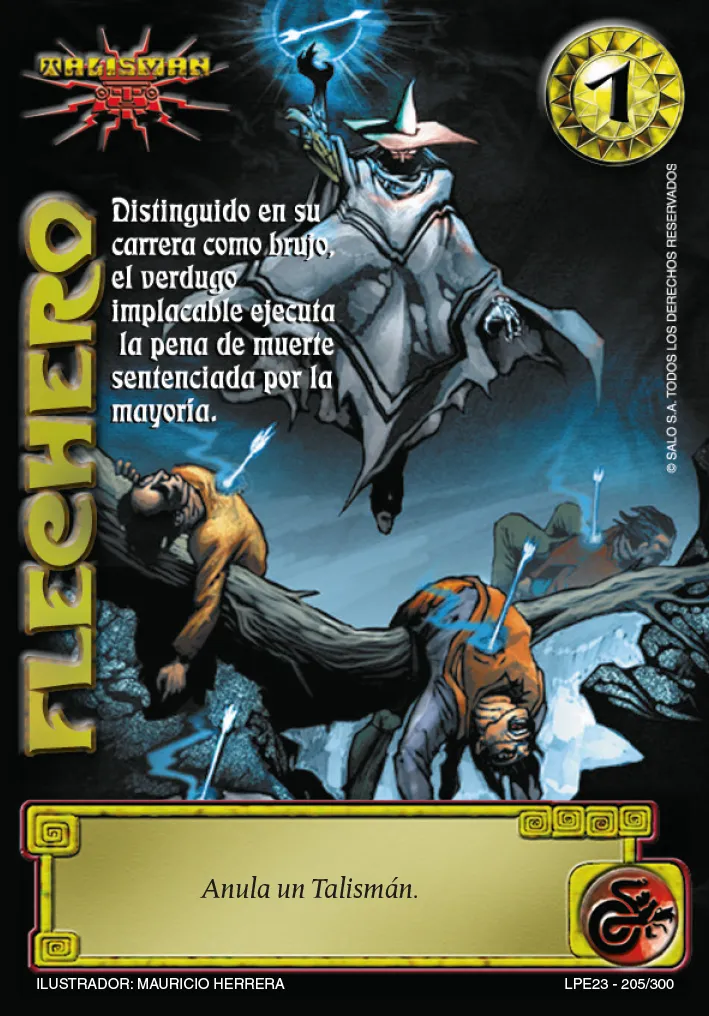 TALISMAN
1
FLECHERO
Distinguido en su
carrera como brujo,
el verdugo
implacable ejecuta
la pena de muerte
sentenciada por la
mayoría.
© SALO S.A. TODOS LOS DERECHOS RESERVADOS
Anula un Talismán.
ILUSTRADOR: MAURICIO HERRERA
LPE23 - 205/300